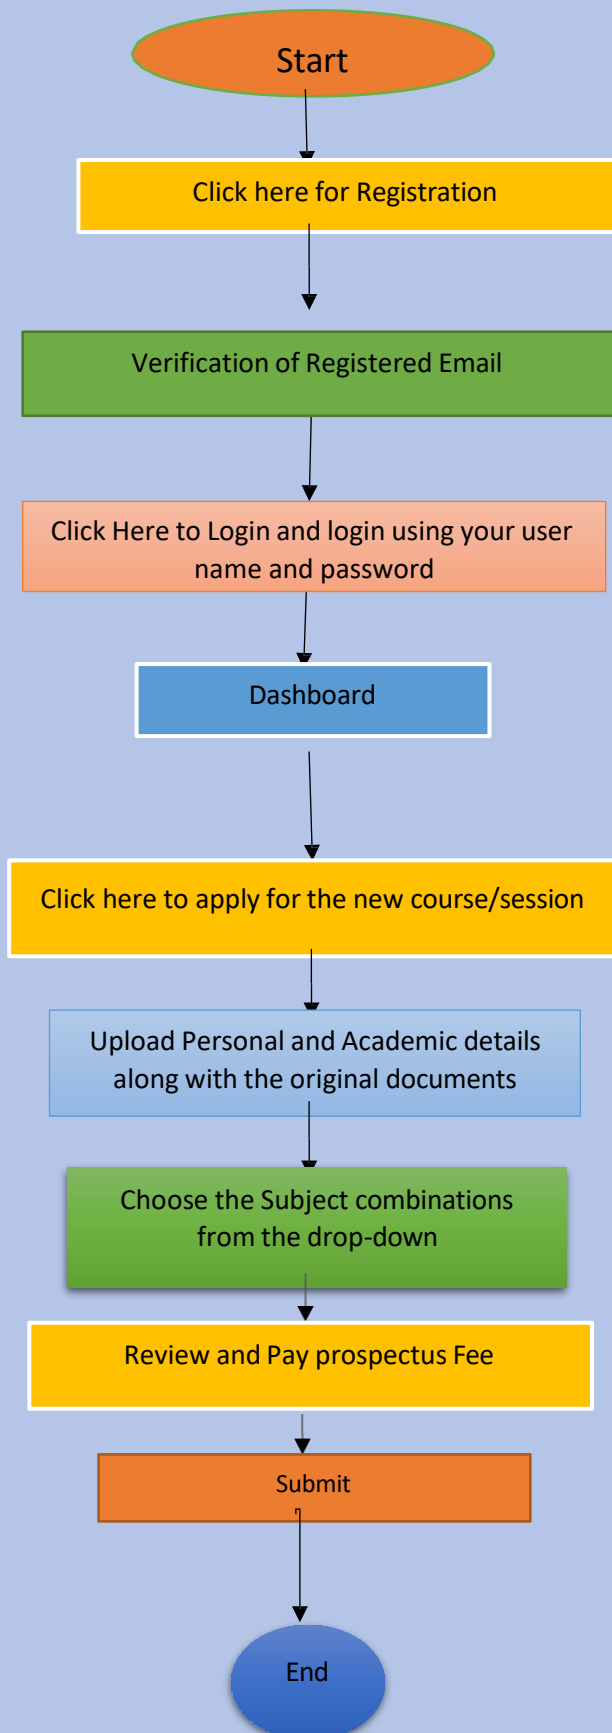 Start
Click here for Registration
Verification of Registered Email
Click Here to Login and login using your user
name and password
Dashboard
Click here to apply for the new course/session
Upload Personal and Academic details
along with the original documents
Choose the Subject combinations
from the drop-down
Review and Pay prospectus Fee
Submit
End